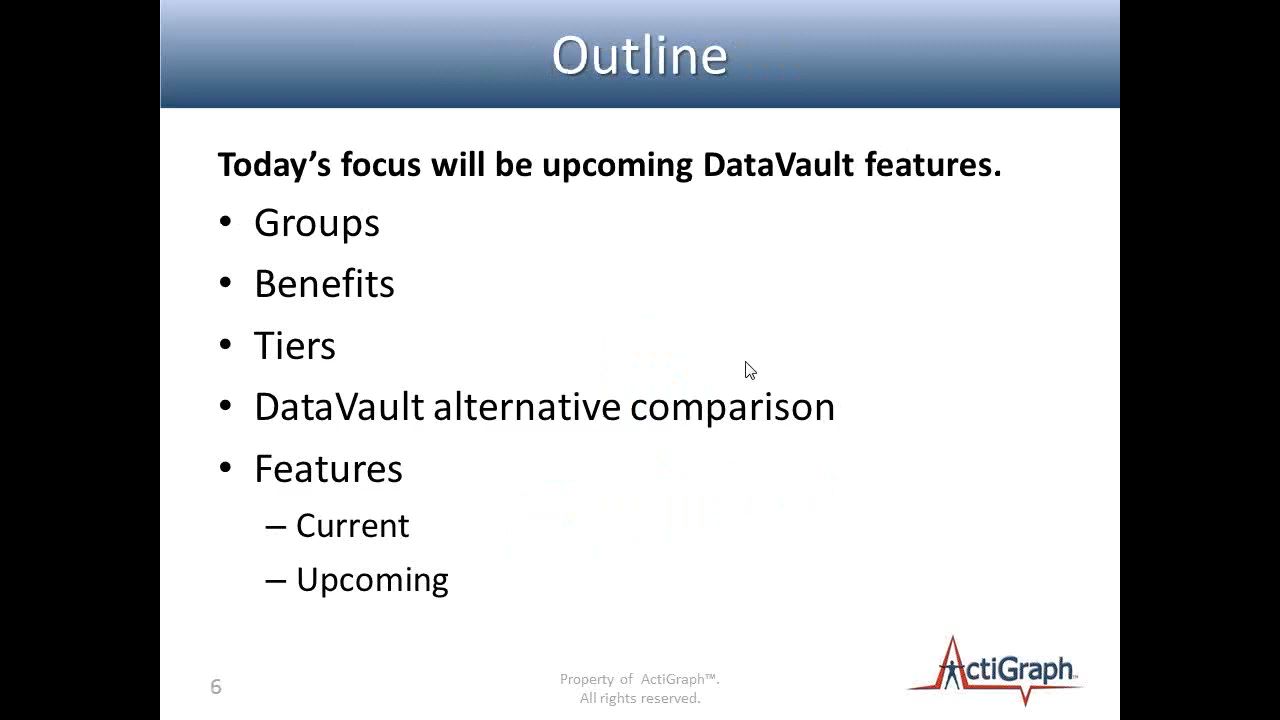 Outline
Today's focus will be upcoming DataVault features.
• Groups
• Benefits
• Tiers
• DataVault alternative comparison
• Features
– Current
– Upcoming
6
Property of ActiGraph™.
All rights reserved.
ActiGraph™